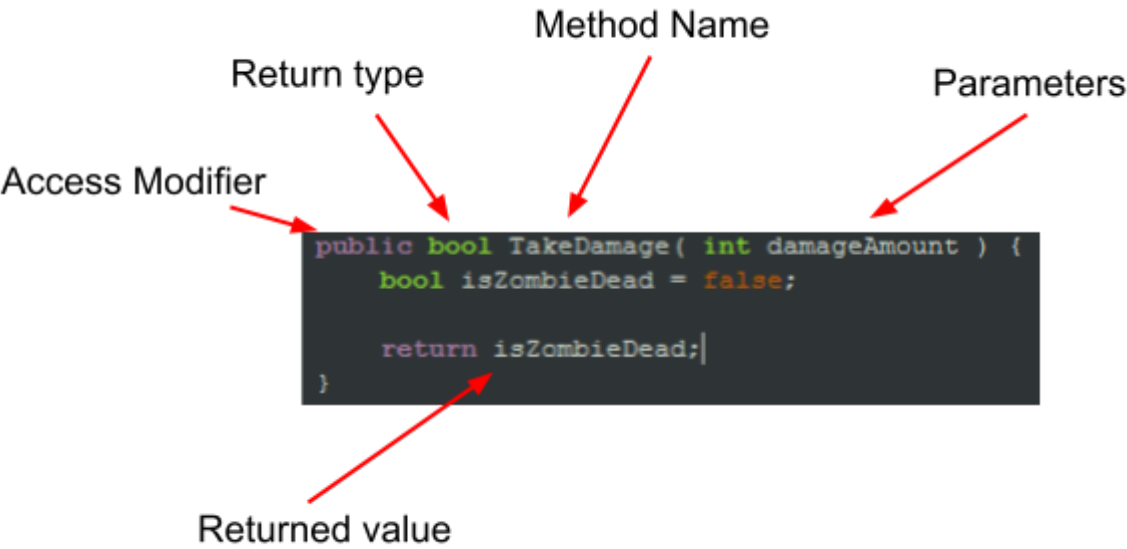 Method Name
Return type
Parameters
Access Modifier
public bool TakeDamage( int damageAmount ) {
bool isZombieDead = false;
return isZombieDead;
}
Returned value